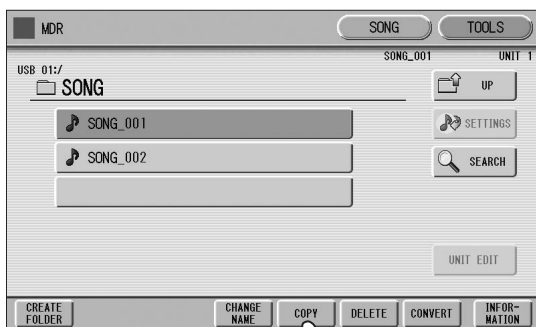 MDR SONG TOOLS
SONG_001 UNIT 1
USB 01:/
SONG
UP
SONG_001
SETTINGS
SONG_002
SEARCH
UNIT EDIT
CREATE FOLDER
CHANGE NAME
COPY
DELETE
CONVERT
INFOR-
MATION